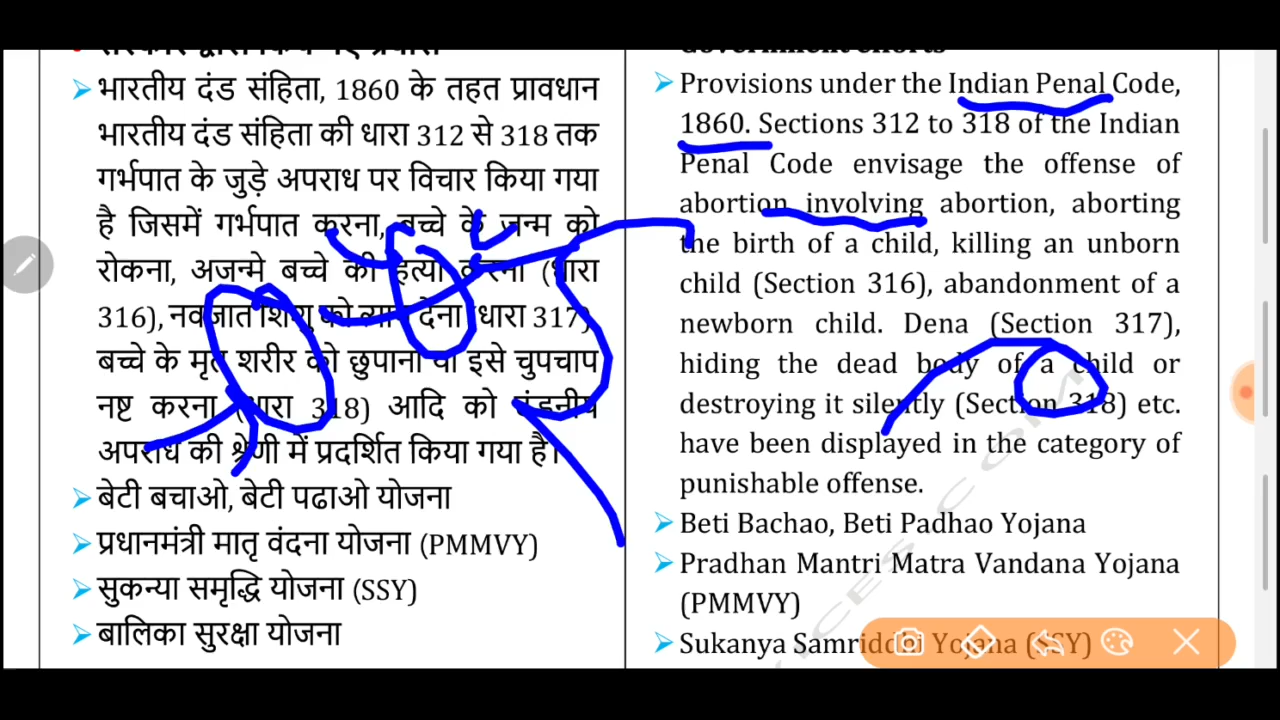 भारतीय दंड संहिता, 1860 के तहत प्रावधान
भारतीय दंड संहिता की धारा 312 से 318 तक
गर्भपात के जुड़े अपराध पर विचार किया गया
है जिसमें गर्भपात करना, बच्चे के जन्म को
रोकना, अजन्मे बच्चे की हत्या करना (धारा
316), नवजात शिशु को त्याग देना (धारा 317),
बच्चे के मृत शरीर को छुपाना या इसे चुपचाप
नष्ट करना (धारा 318) आदि को दंडनीय
अपराध की श्रेणी में प्रदर्शित किया गया है।
बेटी बचाओ, बेटी पढाओ योजना
प्रधानमंत्री मातृ वंदना योजना (PMMVY)
सुकन्या समृद्धि योजना (SSY)
बालिका सुरक्षा योजना
Provisions under the Indian Penal Code,
1860. Sections 312 to 318 of the Indian
Penal Code envisage the offense of
abortion involving abortion, aborting
the birth of a child, killing an unborn
child (Section 316), abandonment of a
newborn child. Dena (Section 317),
hiding the dead body of a child or
destroying it silently (Section 318) etc.
have been displayed in the category of
punishable offense.
Beti Bachao, Beti Padhao Yojana
Pradhan Mantri Matra Vandana Yojana
(PMMVY)
Sukanya Samriddhi Yojana (SSY)